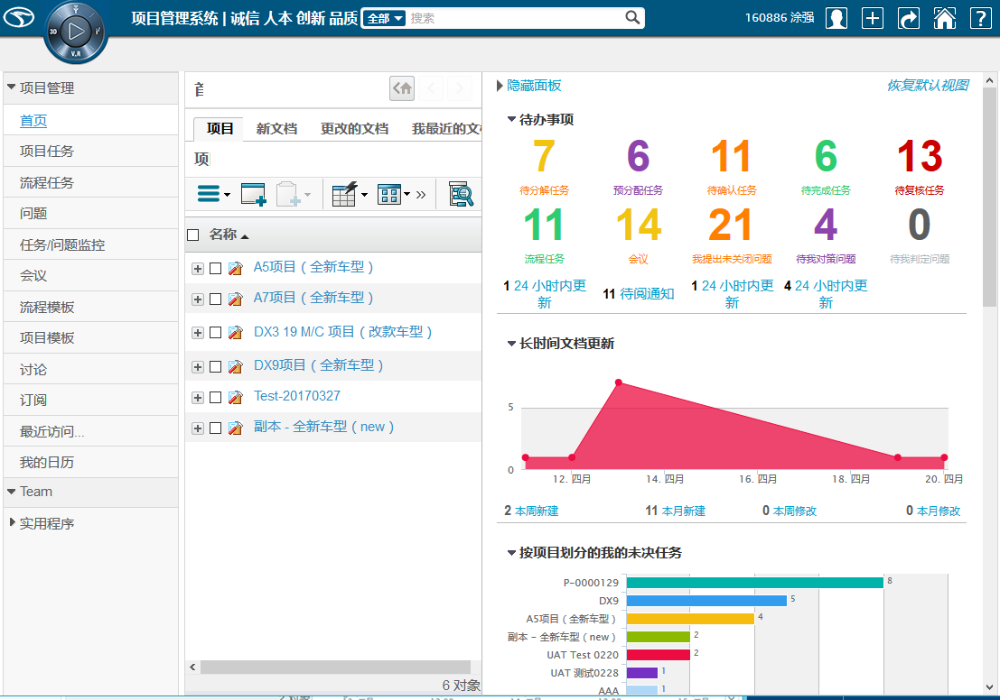 项目管理系统 | 诚信 人本 创新 品质 全部 搜索 160886 涂强
3D V.R
项目管理
首页
项目任务
流程任务
问题
任务/问题监控
会议
流程模板
项目模板
讨论
订阅
最近访问...
我的日历
Team
实用程序
项目 新文档 更改的文档 我最近的文
名称
A5项目（全新车型）
A7项目（全新车型）
DX3 19 M/C 项目（改款车型）
DX9项目（全新车型）
Test-20170327
副本 - 全新车型（new）
6 对象
隐藏面板 恢复默认视图
待办事项
7 6 11 6 13
待分解任务 预分配任务 待确认任务 待完成任务 待复核任务
11 14 21 4 0
流程任务 会议 我提出未关闭问题 待我对策问题 待我判定问题
1 24 小时内更新 11 待阅通知 1 24 小时内更新 4 24 小时内更新
长时间文档更新
5
0
12. 四月 14. 四月 16. 四月 18. 四月 20. 四月
2 本周新建 11 本月新建 0 本周修改 0 本月修改
按项目划分的我的未决任务
P-0000129 8
DX9 5
A5项目（全新车型） 4
副本 - 全新车型（new） 2
UAT Test 0220 2
UAT 测试0228 1
AAA 1